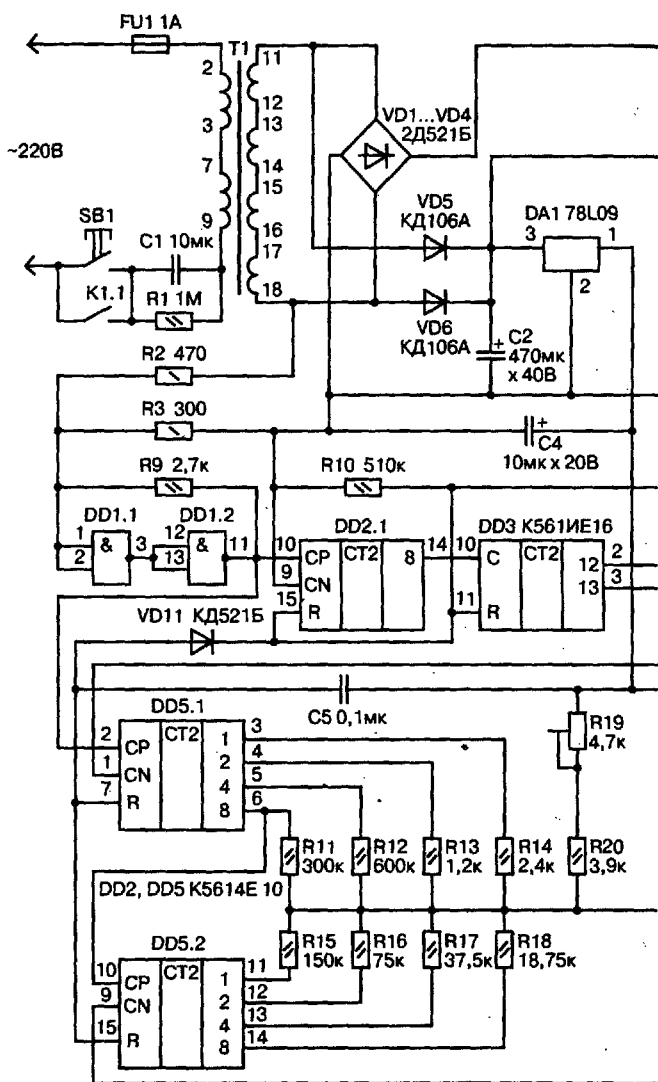 FU1 1А
T1
2
11
3
12
13
~220В
7
14
15
9
16
17
18
SB1
C1 10мк
K1.1
R1 1М
VD1...VD4
2Д521Б
VD5
КД106А
DA1 78L09
3
1
2
VD6
КД106А
+
C2
470мк
х 40В
R2 470
R3 300
+
C4
10мк х 20В
R9 2,7к
R10 510к
DD1.1
DD1.2
DD2.1
DD3 К561ИЕ16
1
2
&
3
12
13
&
11
10
CP
9
CN
15
R
CT2
8
14
10
C
11
R
CT2
12
2
13
3
VD11 КД521Б
C5 0,1мк
DD5.1
2
CP
1
CN
7
R
CT2
1
3
2
4
4
5
8
6
R19
4,7к
R11
300к
R12
600к
R13
1,2к
R14
2,4к
R20
3,9к
DD2, DD5 К5614Е 10
DD5.2
R15
150к
R16
75к
R17
37,5к
R18
18,75к
10
CP
9
CN
15
R
CT2
1
11
2
12
4
13
8
14